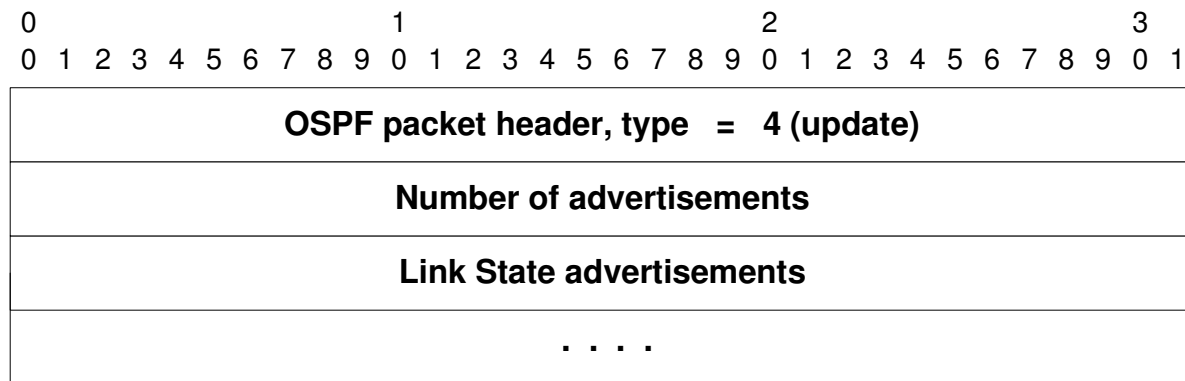 0 1 2 3
0 1 2 3 4 5 6 7 8 9 0 1 2 3 4 5 6 7 8 9 0 1 2 3 4 5 6 7 8 9 0 1
OSPF packet header, type = 4 (update)
Number of advertisements
Link State advertisements
. . . .